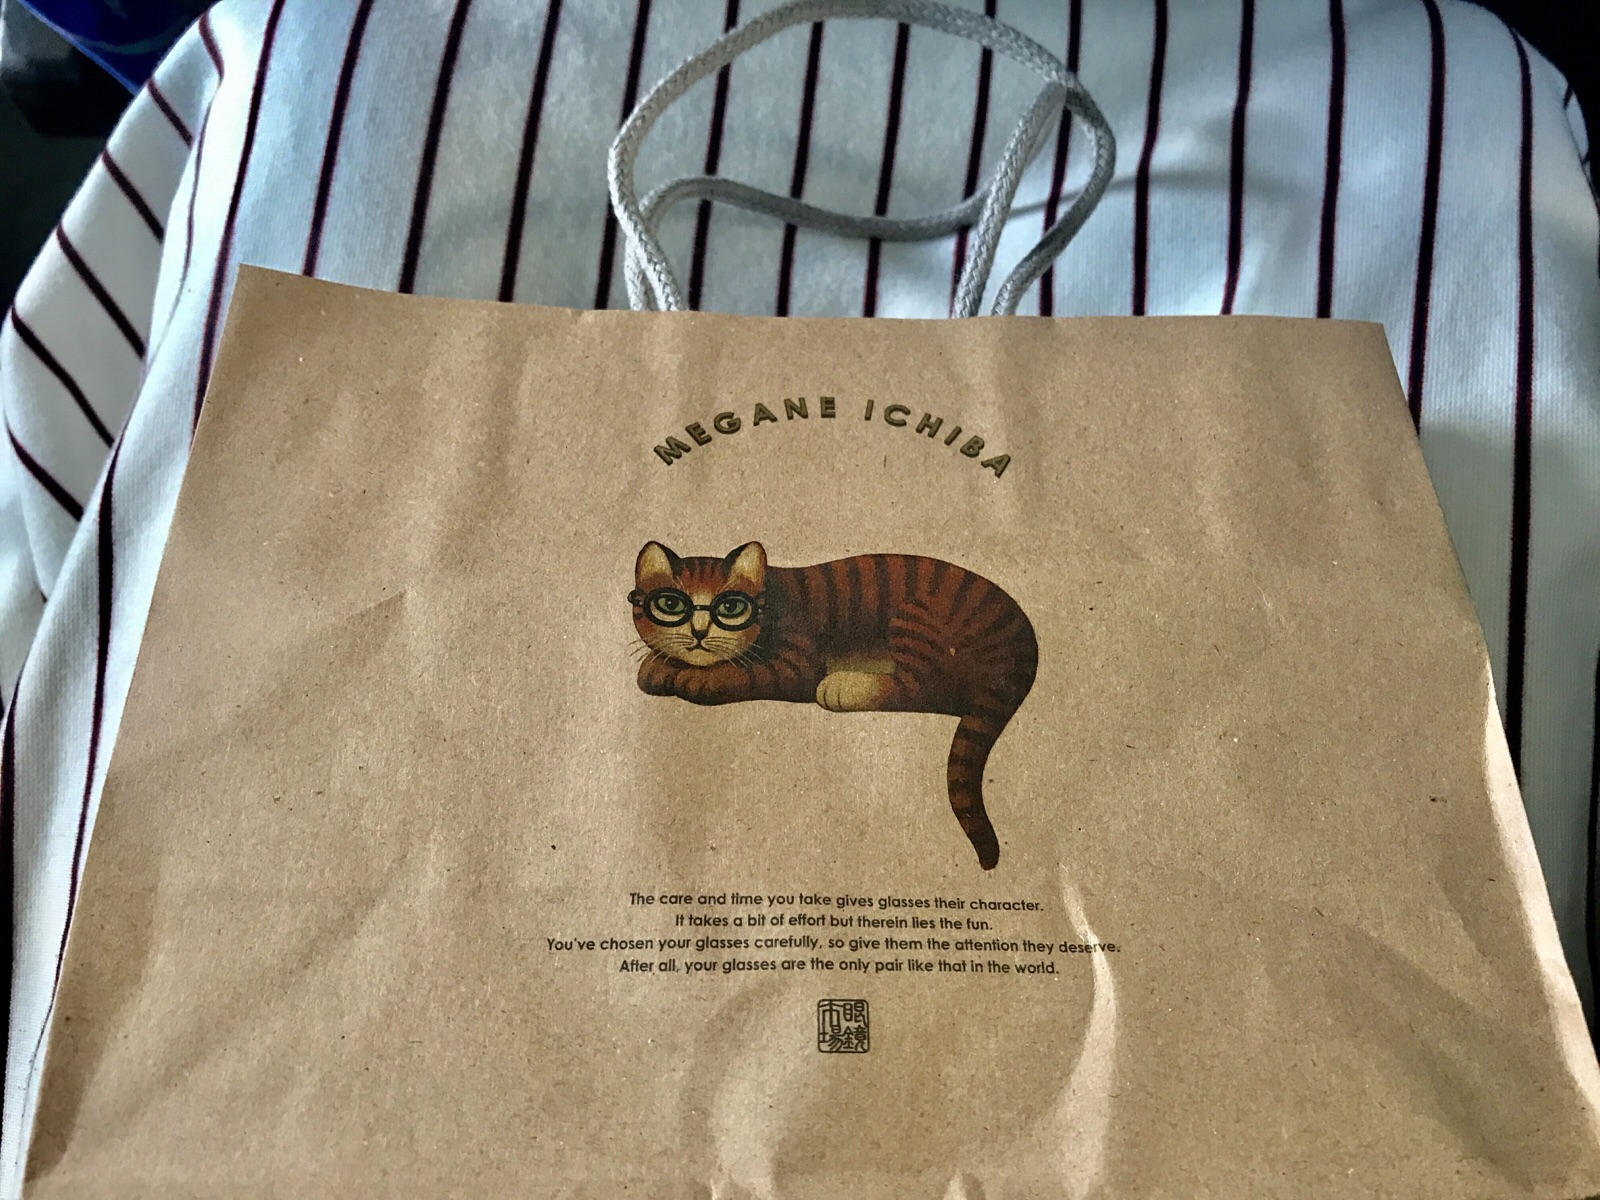 MEGANE ICHIBA
The care and time you take gives glasses their character.
It takes a bit of effort but therein lies the fun.
You've chosen your glasses carefully, so give them the attention they deserve.
After all, your glasses are the only pair like that in the world.
眼鏡
市場